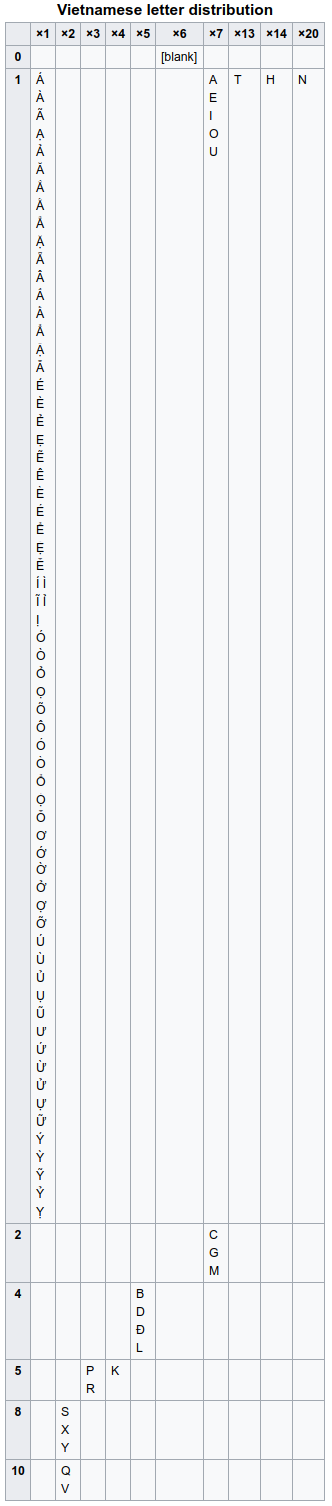 Vietnamese letter distribution
×1 ×2 ×3 ×4 ×5 ×6 ×7 ×13 ×14 ×20
0 [blank]
1 Á A T H N
À E
Ã I
Ạ O
Ả U
Ă
Ắ
Ằ
Ẳ
Ặ
Ẵ
Â
Ấ
Ầ
Ẩ
Ậ
Ẫ
É
È
Ẻ
Ẹ
Ẽ
Ê
Ề
Ế
Ể
Ệ
Ễ
Í Ì
Ĩ Ỉ
Ị
Ó
Ò
Ỏ
Ọ
Õ
Ô
Ố
Ồ
Ổ
Ộ
Ỗ
Ơ
Ớ
Ờ
Ở
Ợ
Ỡ
Ú
Ù
Ủ
Ụ
Ũ
Ư
Ứ
Ừ
Ử
Ự
Ữ
Ý
Ỳ
Ỹ
Ỷ
Ỵ
2 C
G
M
4 B
D
Đ
L
5 P K
R
8 S
X
Y
10 Q
V